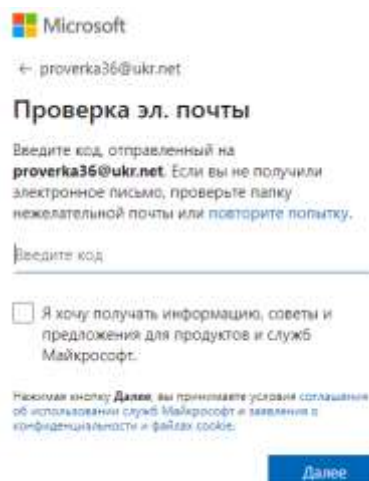 Microsoft
← proverka36@ukr.net
Проверка эл. почты
Введите код, отправленный на
proverka36@ukr.net. Если вы не получили
электронное письмо, проверьте папку
нежелательной почты или повторите попытку.
Введите код
Я хочу получать информацию, советы и
предложения для продуктов и служб
Майкрософт.
Нажимая кнопку Далее, вы принимаете условия соглашения
об использовании служб Майкрософт и заявления о
конфиденциальности и файлах cookie.
Далее